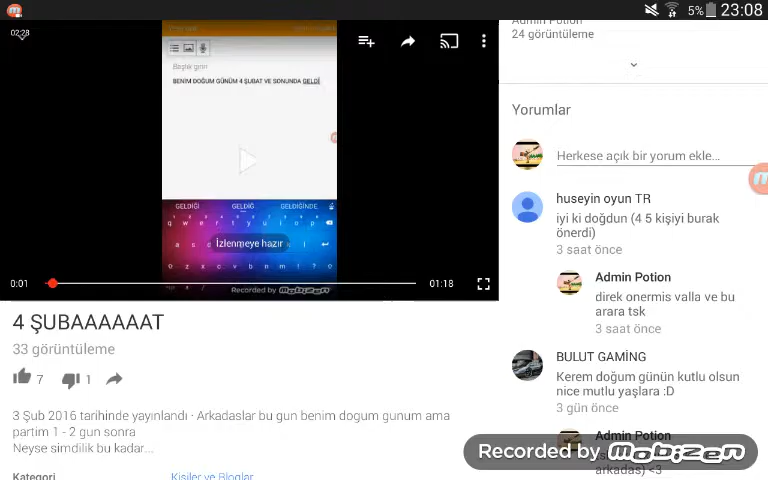 5% 23:08
02:28
Başlık girin
BENİM DOĞUM GÜNÜM 4 ŞUBAT VE SONUNDA GELDİ
GELDİĞİ GELDİĞ GELDİĞİNDE
q w e r t y u ı o p
İzlenmeye hazır
0:01
01:18
Recorded by Mobizen
4 ŞUBAAAAAAT
33 görüntüleme
7 1
3 Şub 2016 tarihinde yayınlandı · Arkadaslar bu gun benim dogum gunum ama
partim 1 - 2 gun sonra
Neyse simdilik bu kadar...
Kategori Kişiler ve Bloglar
Admin Potion
24 görüntüleme
Yorumlar
Herkese açık bir yorum ekle...
huseyin oyun TR
iyi ki doğdun (4 5 kişiyi burak
önerdi)
3 saat önce
Admin Potion
direk onermis valla ve bu
arara tsk
3 saat önce
BULUT GAMİNG
Kerem doğum günün kutlu olsun
nice mutlu yaşlara :D
3 gün önce
Admin Potion
arkadas) <3
Recorded by mobizen